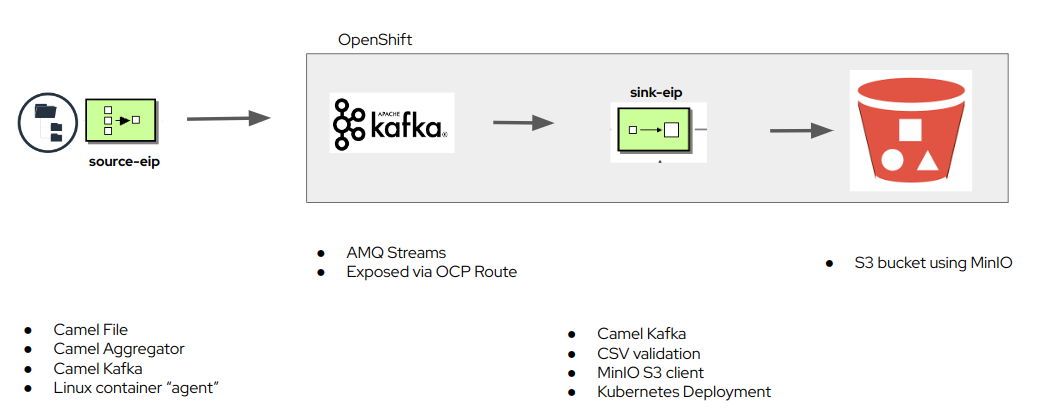 OpenShift
APACHE
kafka®
sink-eip
source-eip
● AMQ Streams
● Exposed via OCP Route
● S3 bucket using MinIO
● Camel File
● Camel Aggregator
● Camel Kafka
● Linux container “agent”
● Camel Kafka
● CSV validation
● MinIO S3 client
● Kubernetes Deployment